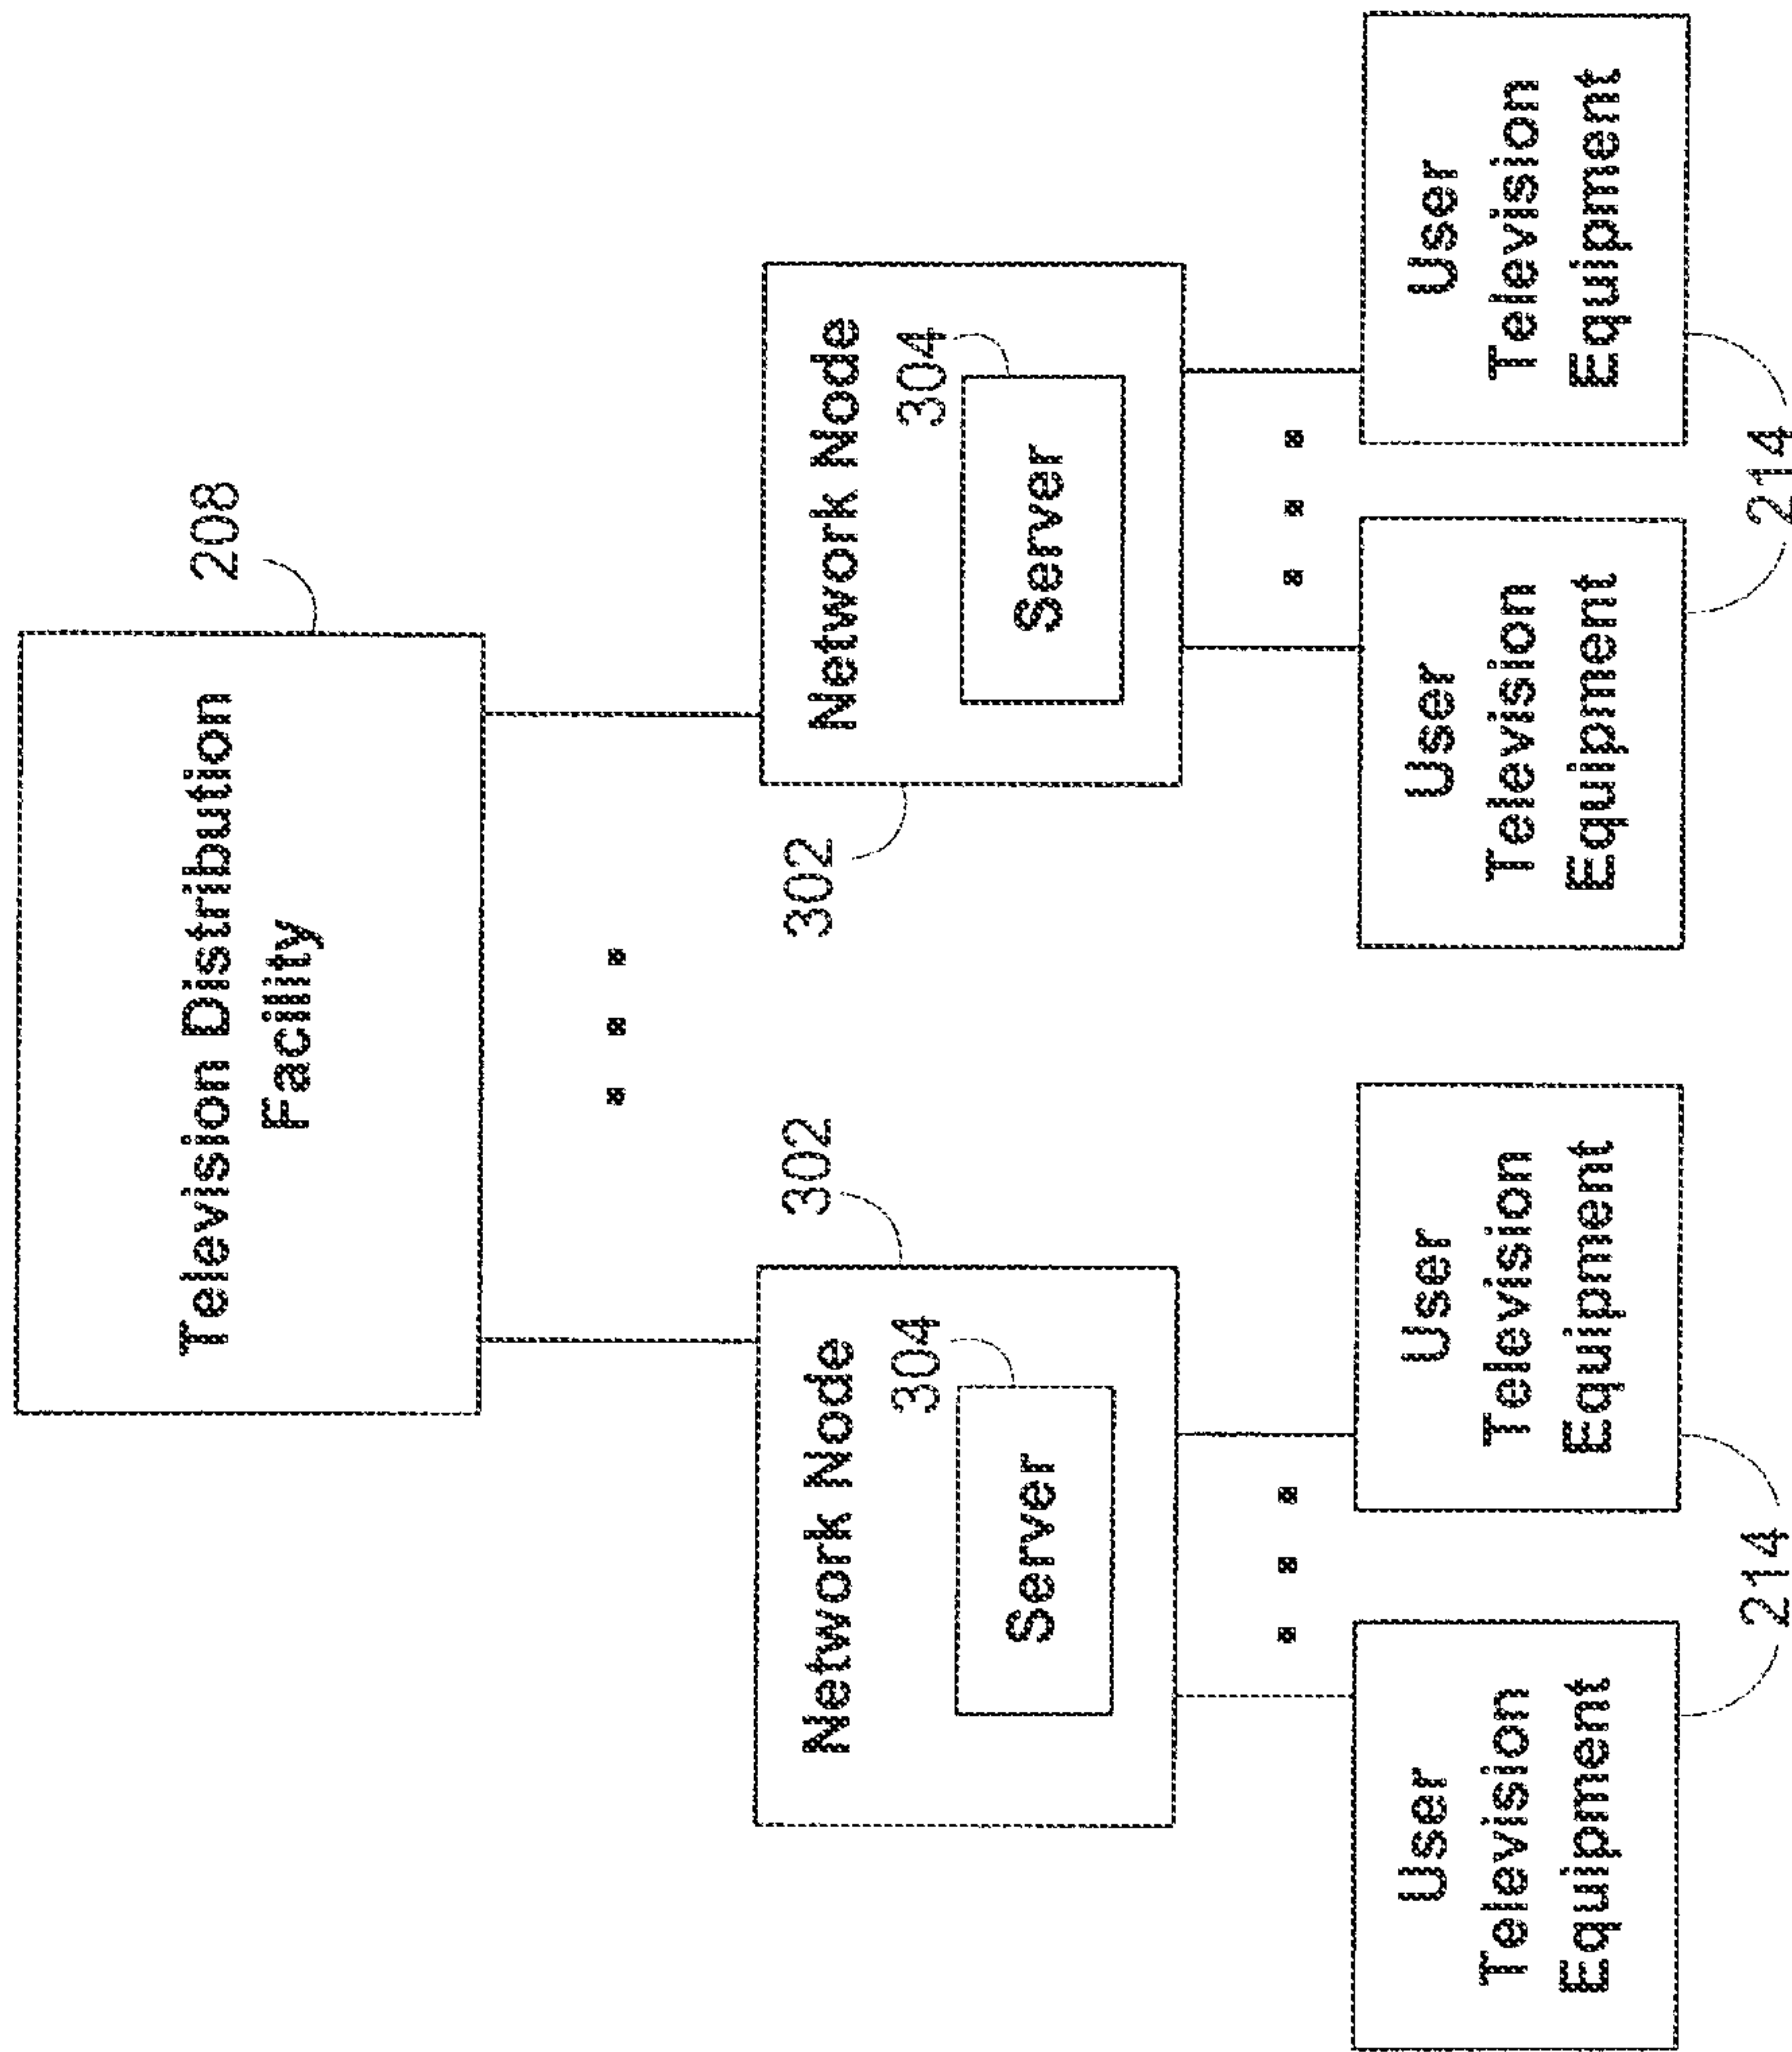 Television Distribution
Facility
208
302
302
Network Node
304
Server
Network Node
304
Server
User
Television
Equipment
User
Television
Equipment
User
Television
Equipment
User
Television
Equipment
214
214